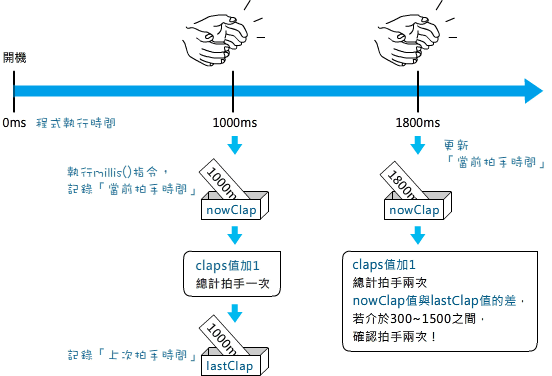 開機
0ms
程式執行時間
1000ms
1800ms
執行millis()指令，
記錄「當前拍手時間」
1000ms
nowClap
更新
「當前拍手時間」
1800ms
nowClap
claps值加1
總計拍手一次
claps值加1
總計拍手兩次
nowClap值與lastClap值的差，
若介於300~1500之間，
確認拍手兩次！
記錄「上次拍手時間」
1000ms
lastClap